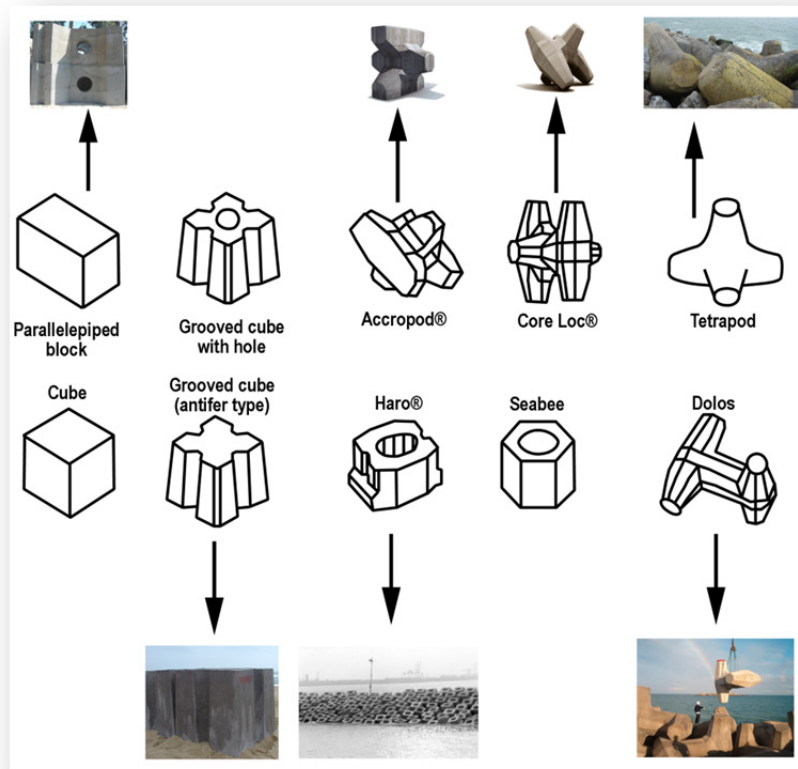 Parallelepiped
block
Grooved cube
with hole
Accropod®
Core Loc®
Tetrapod
Cube
Grooved cube
(antifer type)
Haro®
Seabee
Dolos